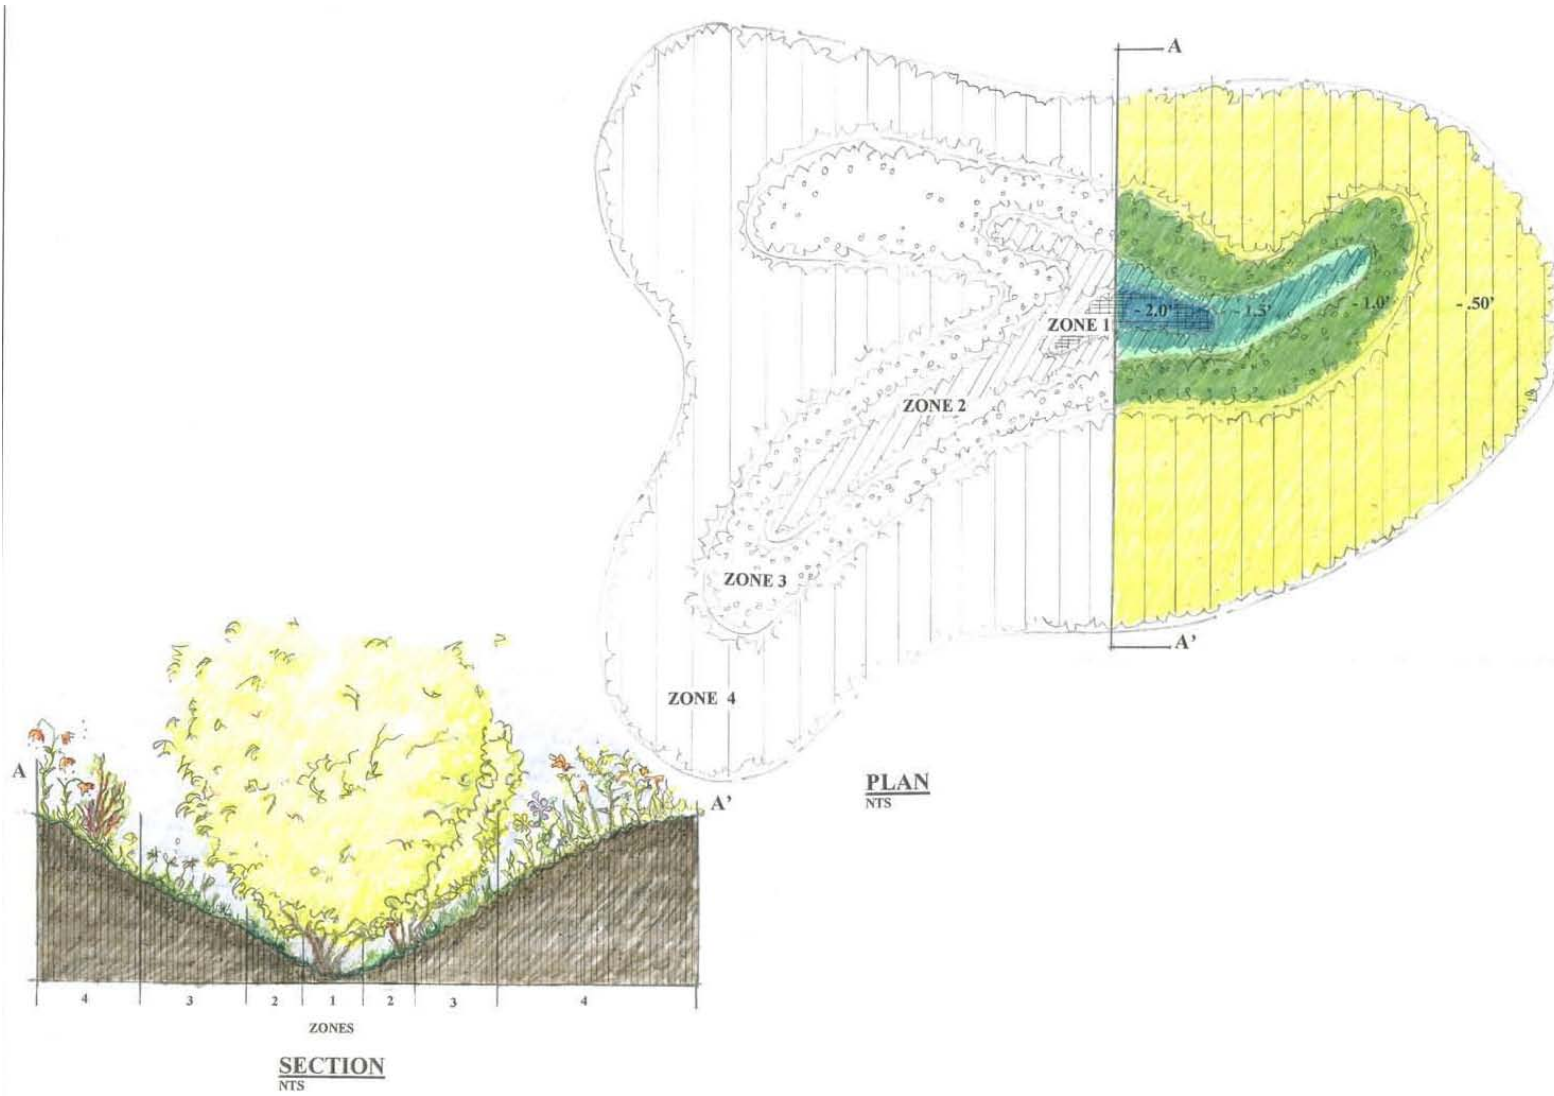 A
- 2.0'
- 1.5'
- 1.0'
- .50'
ZONE 1
ZONE 2
ZONE 3
A'
ZONE 4
PLAN
NTS
A
A'
4
3
2
1
2
3
4
ZONES
SECTION
NTS